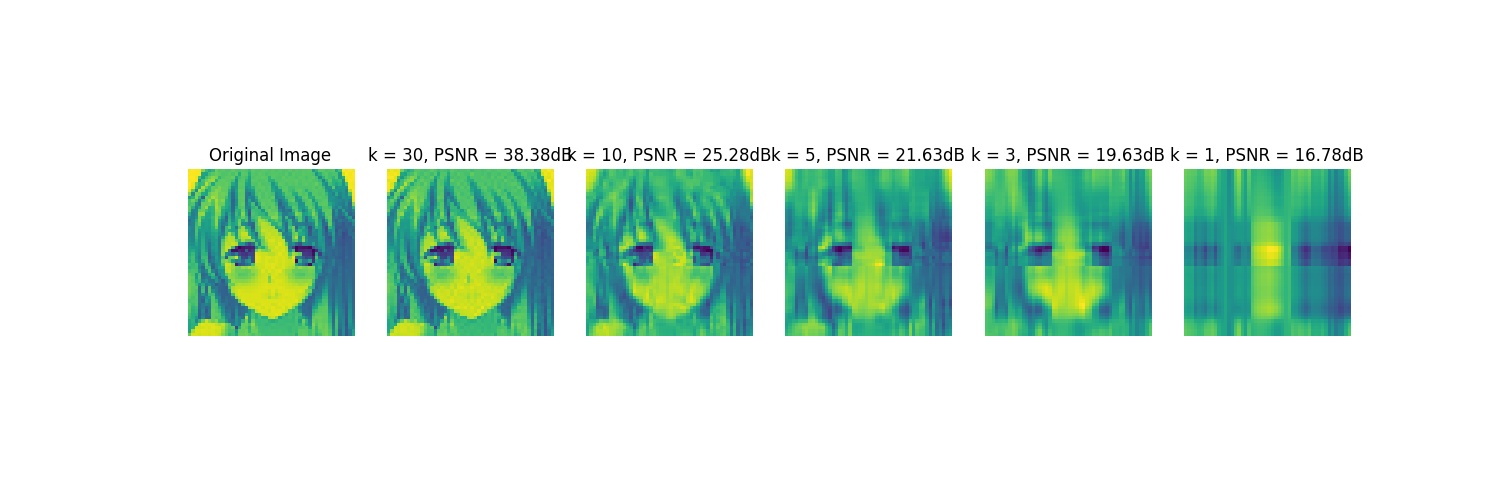 Original Image
k = 30, PSNR = 38.38dB
k = 10, PSNR = 25.28dB
k = 5, PSNR = 21.63dB
k = 3, PSNR = 19.63dB
k = 1, PSNR = 16.78dB